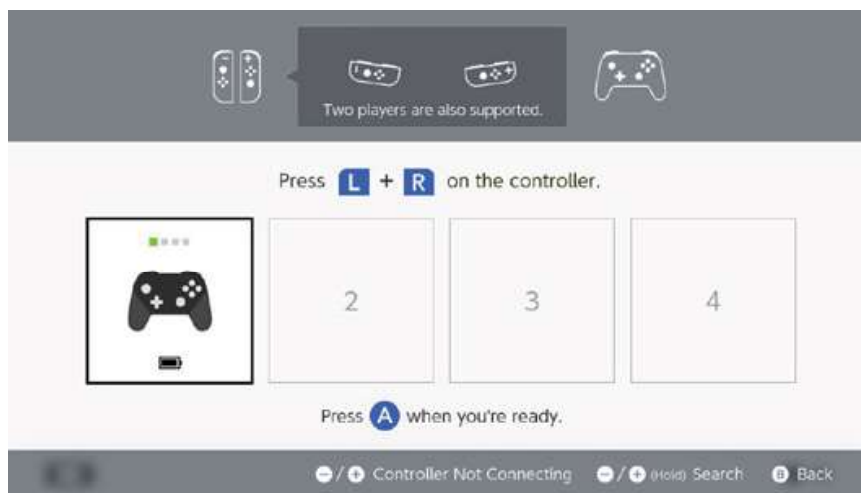 Two players are also supported.
Press L + R on the controller.
2
3
4
Press A when you're ready.
−/+ Controller Not Connecting −/+ (Hold) Search B Back